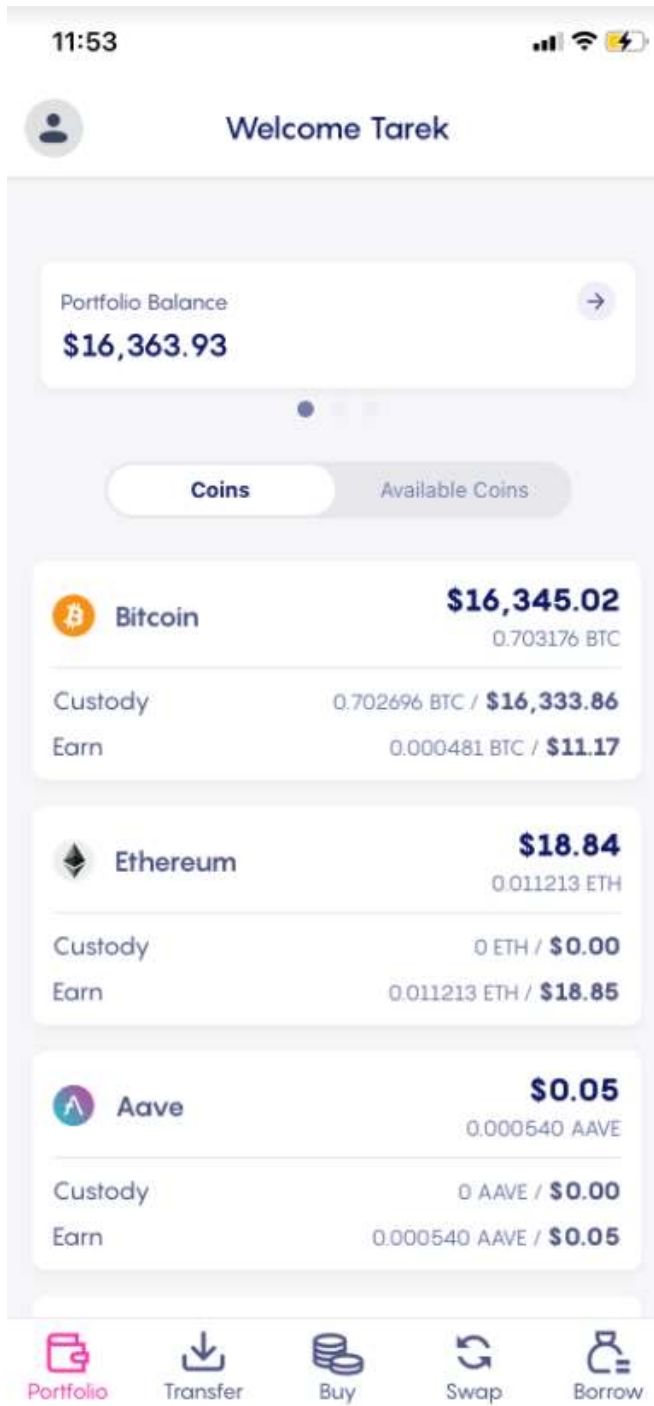 11:53
Welcome Tarek
Portfolio Balance
$16,363.93
Coins Available Coins
Bitcoin $16,345.02
0.703176 BTC
Custody 0.702696 BTC / $16,333.86
Earn 0.000481 BTC / $11.17
Ethereum $18.84
0.011213 ETH
Custody 0 ETH / $0.00
Earn 0.011213 ETH / $18.85
Aave $0.05
0.000540 AAVE
Custody 0 AAVE / $0.00
Earn 0.000540 AAVE / $0.05
Portfolio Transfer Buy Swap Borrow